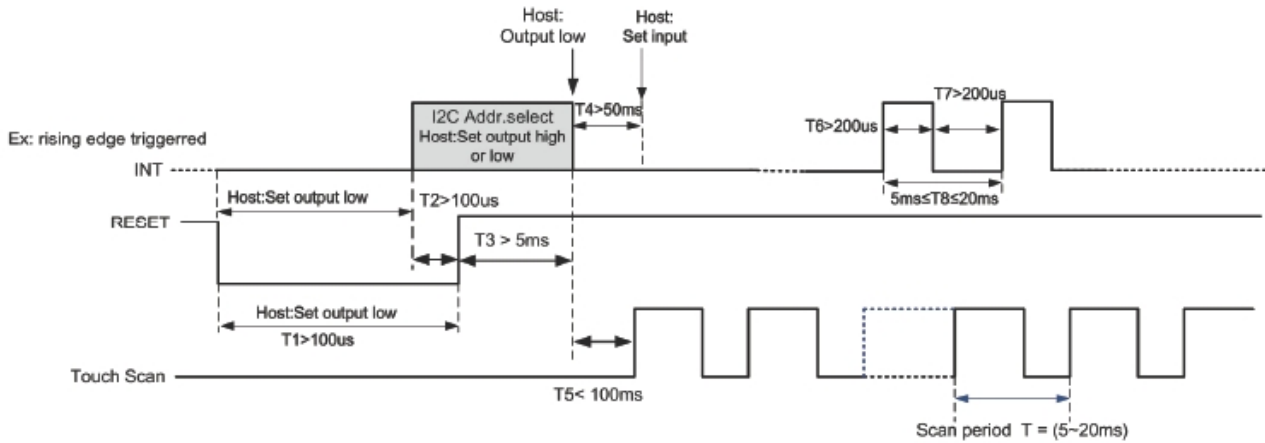 Host:
Output low
Host:
Set input
T4>50ms
T7>200us
I2C Addr.select
Host:Set output high
or low
T6>200us
Ex: rising edge triggerred
INT
Host:Set output low
T2>100us
5ms≤T8≤20ms
RESET
T3 > 5ms
Host:Set output low
T1>100us
Touch Scan
T5< 100ms
Scan period T = (5~20ms)